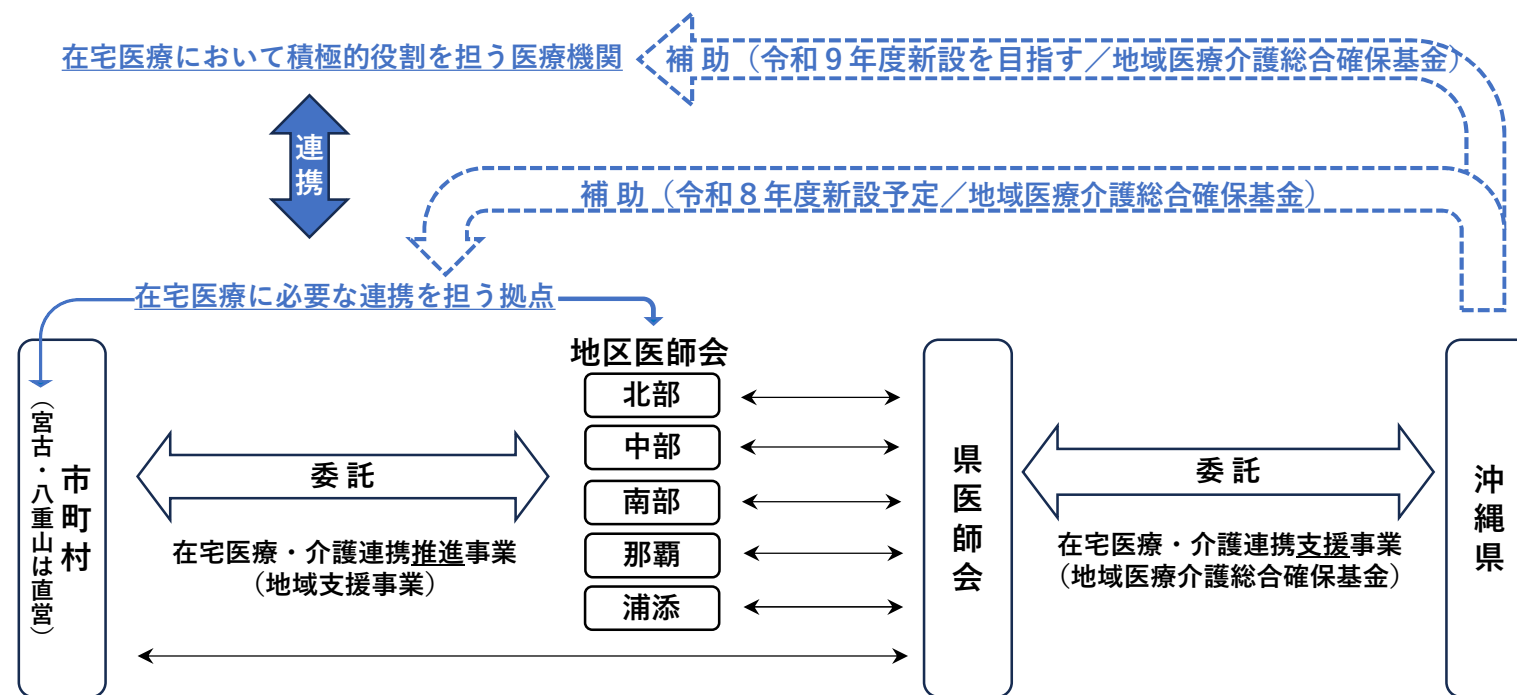 在宅医療において積極的役割を担う医療機関
補 助（令和９年度新設を目指す／地域医療介護総合確保基金）
連携
補 助（令和８年度新設予定／地域医療介護総合確保基金）
在宅医療に必要な連携を担う拠点
市町村
（宮古・八重山は直営）
委 託
在宅医療・介護連携推進事業
（地域支援事業）
地区医師会
北部
中部
南部
那覇
浦添
県医師会
委 託
在宅医療・介護連携支援事業
（地域医療介護総合確保基金）
沖縄県